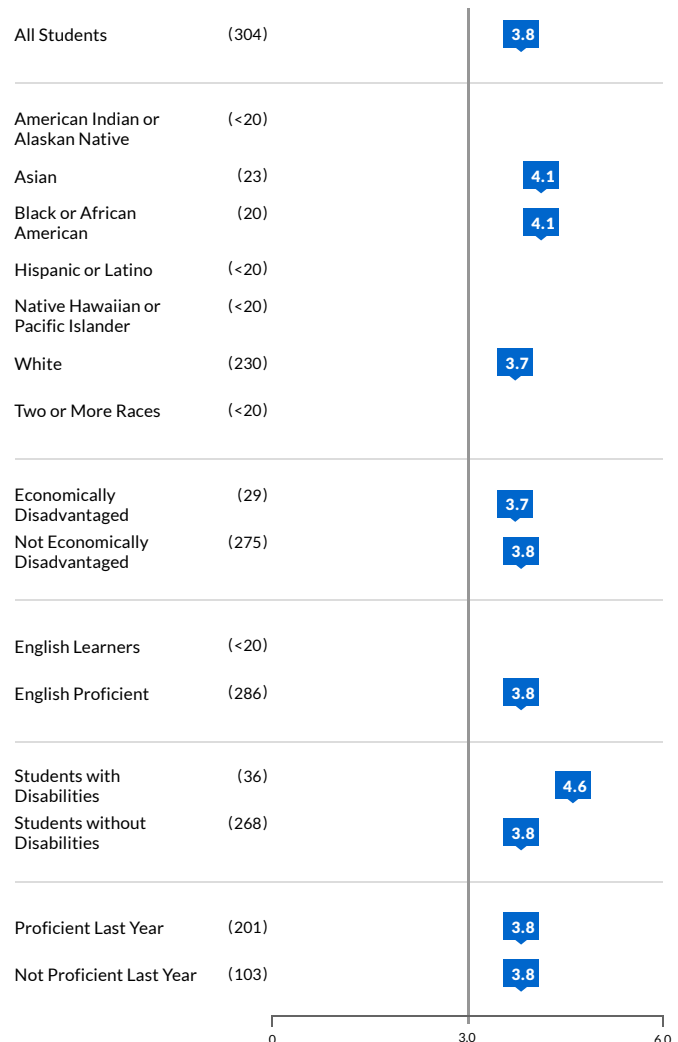 All Students (304) 3.8
American Indian or (<20)
Alaskan Native
Asian (23) 4.1
Black or African (20) 4.1
American
Hispanic or Latino (<20)
Native Hawaiian or (<20)
Pacific Islander
White (230) 3.7
Two or More Races (<20)
Economically (29) 3.7
Disadvantaged
Not Economically (275) 3.8
Disadvantaged
English Learners (<20)
English Proficient (286) 3.8
Students with (36) 4.6
Disabilities
Students without (268) 3.8
Disabilities
Proficient Last Year (201) 3.8
Not Proficient Last Year (103) 3.8
0 3.0 6.0